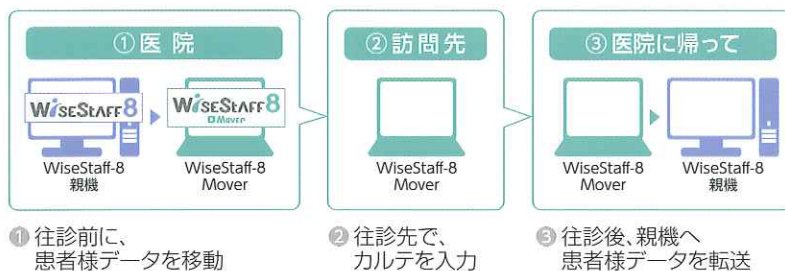 ① 医 院
② 訪 問 先
③ 医院に帰って
WiSEStAFF8
WiSEStAFF8
Mover
WiseStaff-8
親機
WiseStaff-8
Mover
WiseStaff-8
Mover
WiseStaff-8
Mover
WiseStaff-8
親機
❶ 往診前に、
患者様データを移動
❷ 往診先で、
カルテを入力
❸ 往診後、親機へ
患者様データを転送